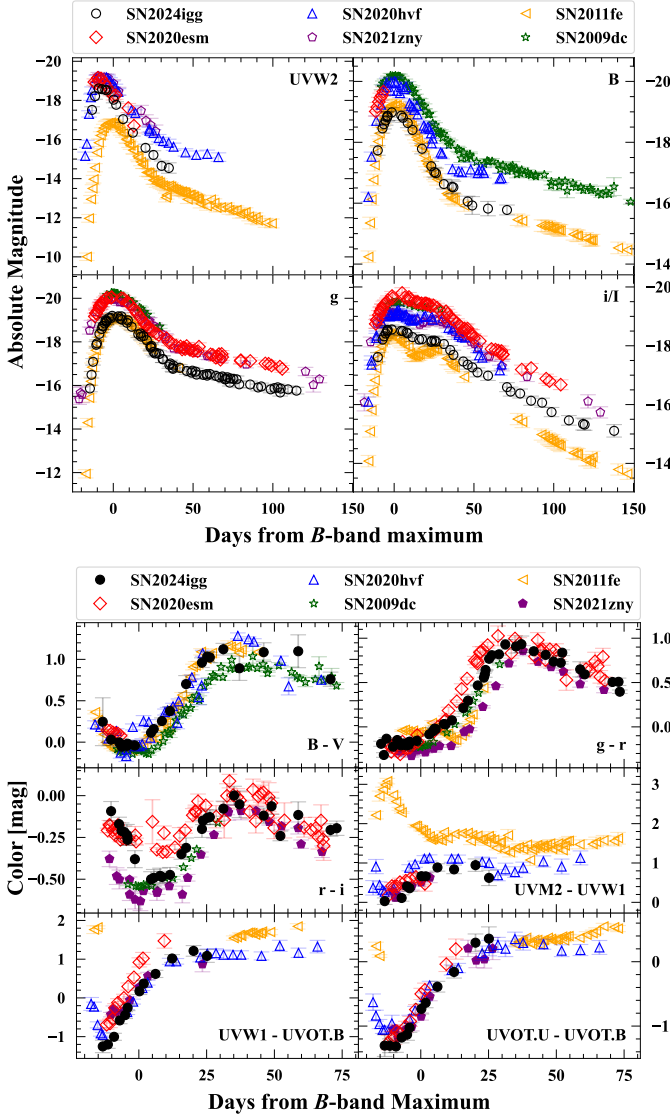 SN2024igg SN2020hvf SN2011fe
SN2020esm SN2021zny SN2009dc
UVW2
B
−18
−16
−14
−12
−10
−20
−18
−16
−14
g
i/I
−20
−18
−16
−14
−12
−20
−18
−16
−14
0 50 100
0 50 100 150
Absolute Magnitude
Days from B-band maximum
SN2024igg SN2020hvf SN2011fe
SN2020esm SN2009dc SN2021zny
1.0
0.5
0.0
B - V
1.0
0.5
0.0
g - r
0.00
−0.25
−0.50
r - i
3
2
1
0
UVM2 - UVW1
2
1
0
−1
UVW1 - UVOT.B
0
−1
UVOT.U - UVOT.B
0 25 50 75
0 25 50 75
Color [mag]
Days from B-band Maximum